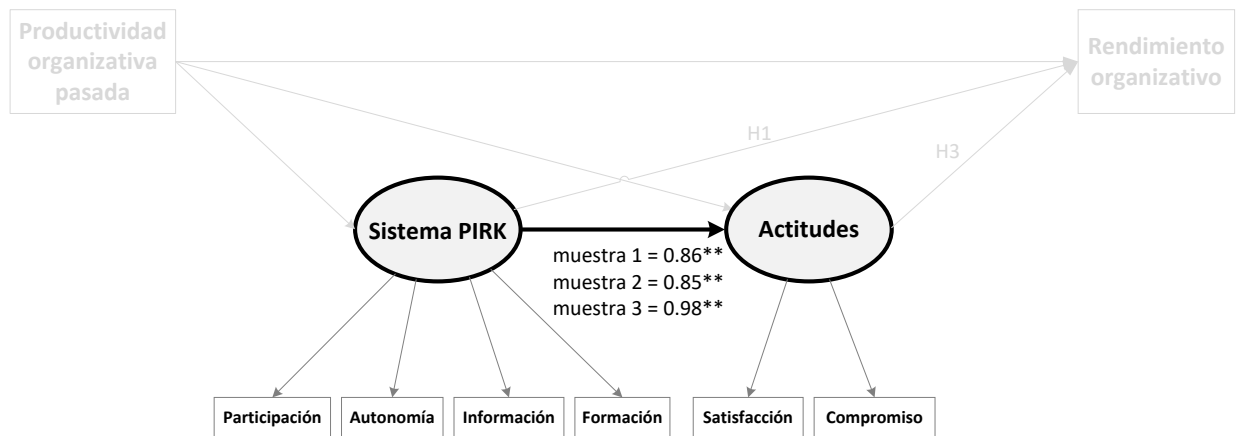 Productividad
organizativa
pasada
Rendimiento
organizativo
H1
H3
Sistema PIRK
Actitudes
muestra 1 = 0.86**
muestra 2 = 0.85**
muestra 3 = 0.98**
Participación
Autonomía
Información
Formación
Satisfacción
Compromiso